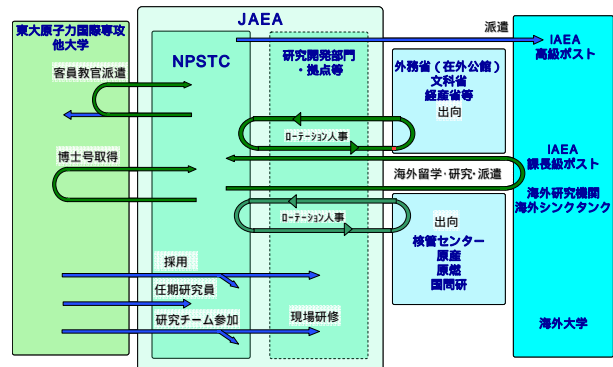 JAEA
東大原子力国際専攻
他大学
NPSTC
研究開発部門
・拠点等
派遣
外務省（在外公館）
文科省
経産省等
出向
IAEA
高級ポスト
客員教官派遣
ローテーション人事
博士号取得
海外留学・研究・派遣
IAEA
課長級ポスト
海外研究機関
海外シンクタンク
ローテーション人事
出向
核管センター
原産
原燃
国問研
採用
任期研究員
研究チーム参加
現場研修
海外大学